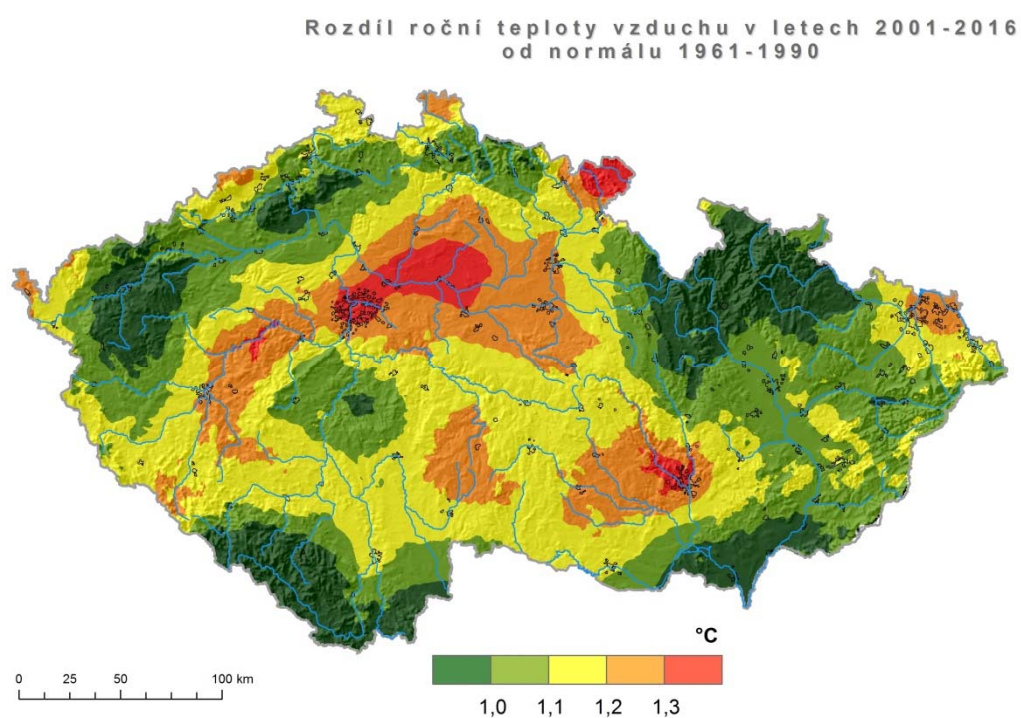 Rozdíl roční teploty vzduchu v letech 2001-2016
od normálu 1961-1990
°C
0 25 50 100 km
1,0 1,1 1,2 1,3